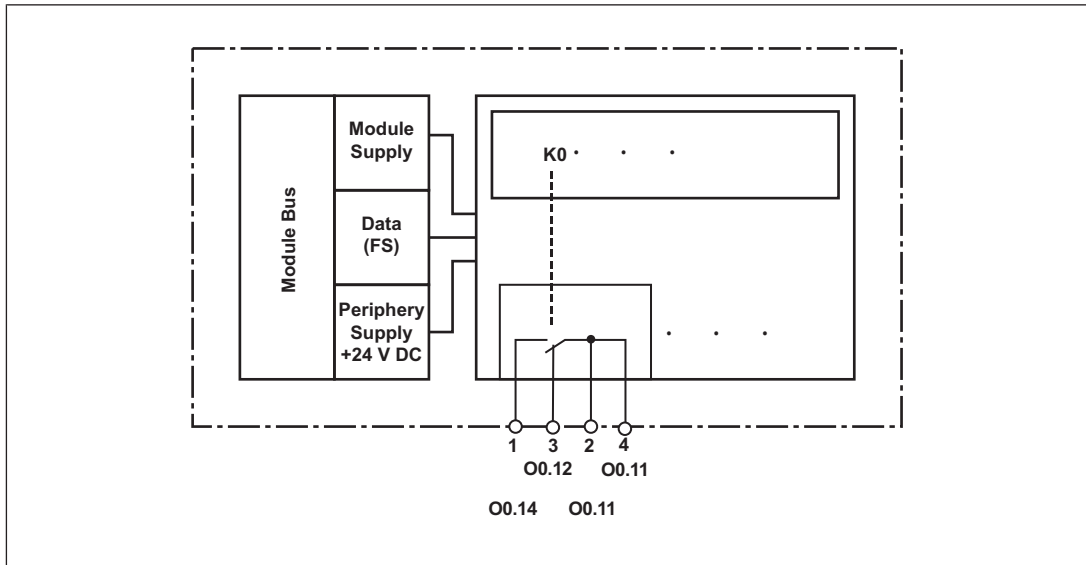 Module Bus
Module
Supply
Data
(FS)
Periphery
Supply
+24 V DC
K0 · · ·
· · ·
1 3 2 4
O0.12 O0.11
O0.14 O0.11